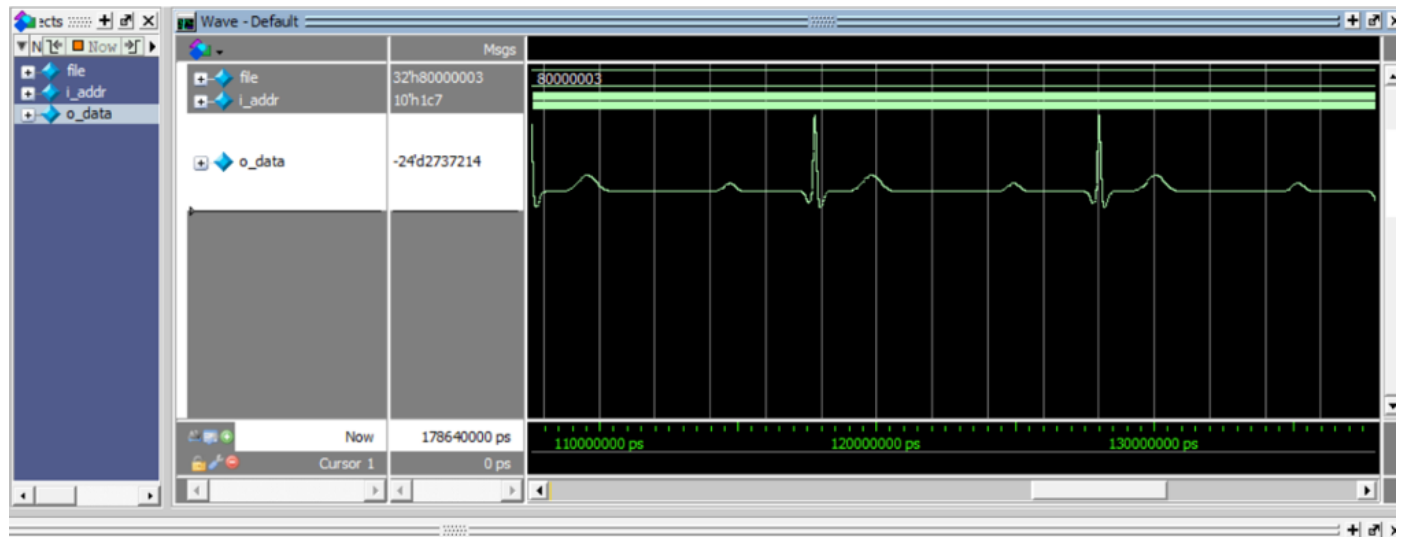 ects
Wave - Default
N
Now
Msgs
file
i_addr
o_data
file
32'h80000003
80000003
i_addr
10'h1c7
o_data
-24'd2737214
Now
178640000 ps
110000000 ps
120000000 ps
130000000 ps
Cursor 1
0 ps